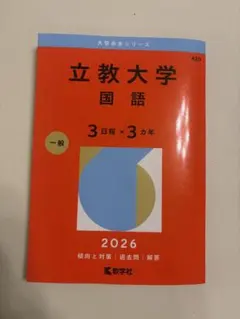 大学赤本シリーズ
立教大学
国語
3日程×3カ年
一般
2026
傾向と対策｜過去問｜解答
教学社